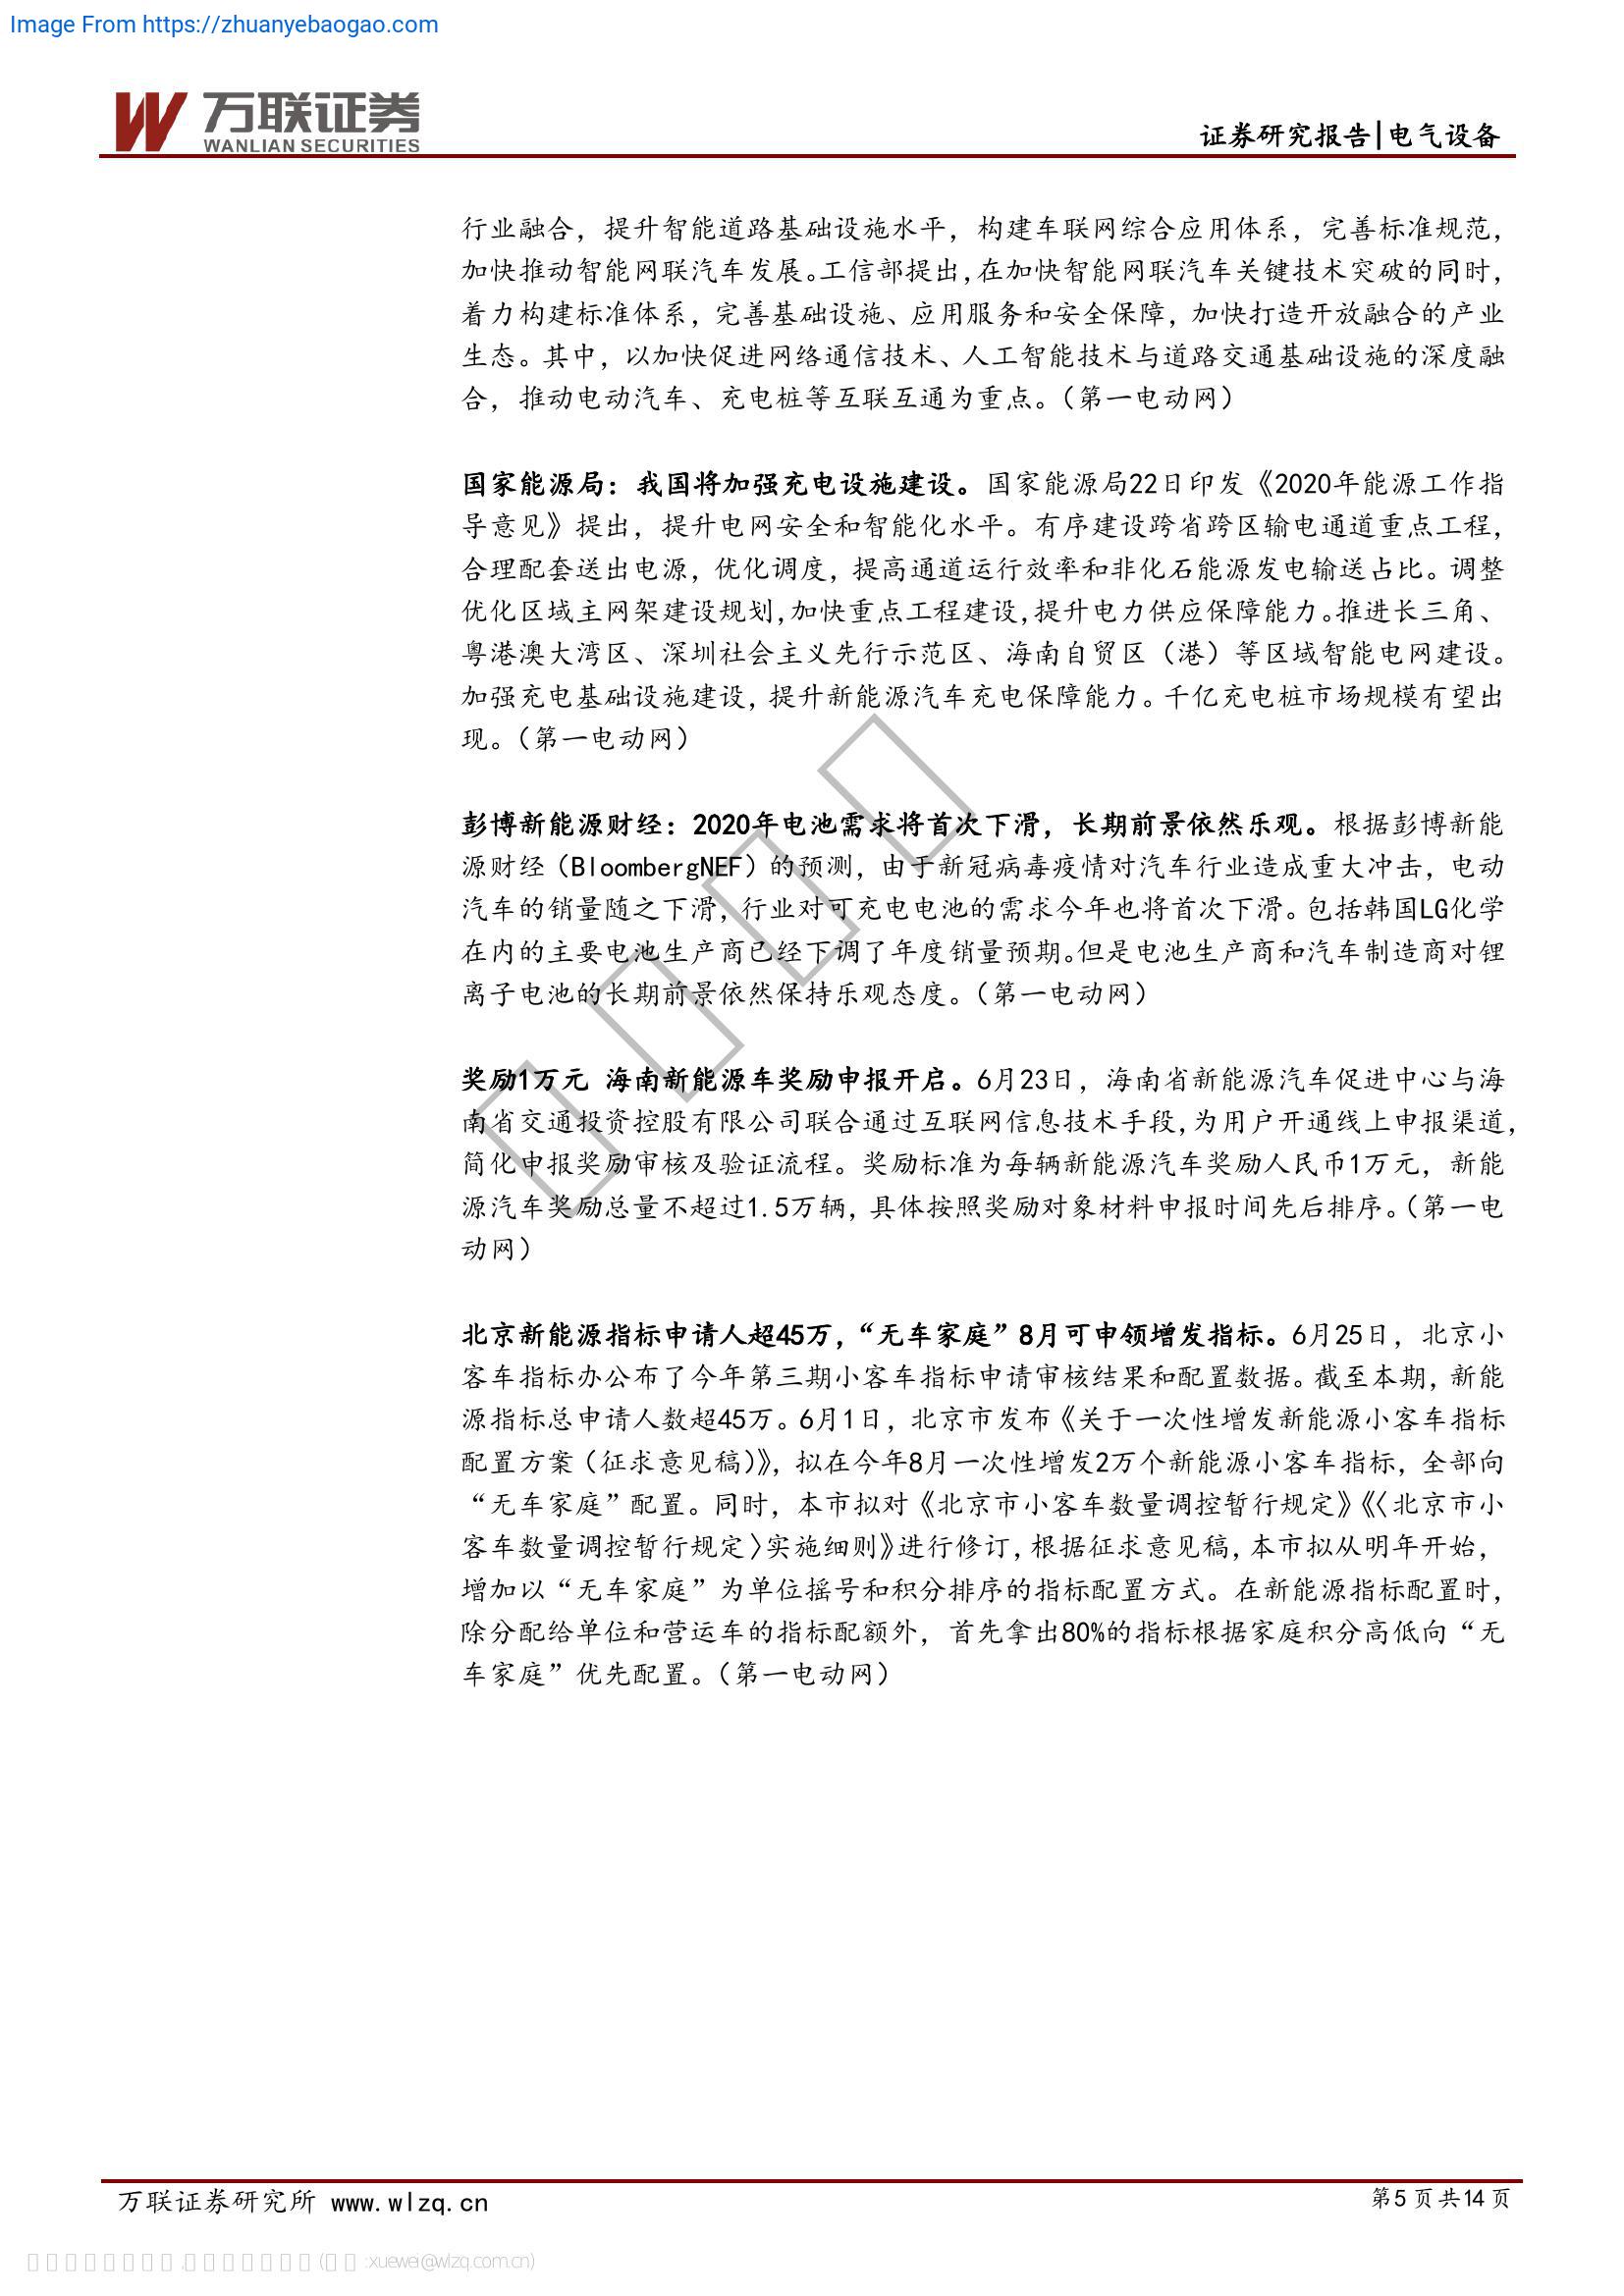 Image From https://zhuanyebaogao.com
万联证券
WANLIAN SECURITIES
证券研究报告|电气设备
行业融合，提升智能道路基础设施水平，构建车联网综合应用体系，完善标准规范，
加快推动智能网联汽车发展。工信部提出，在加快智能网联汽车关键技术突破的同时，
着力构建标准体系，完善基础设施、应用服务和安全保障，加快打造开放融合的产业
生态。其中，以加快促进网络通信技术、人工智能技术与道路交通基础设施的深度融
合，推动电动汽车、充电桩等互联互通为重点。（第一电动网）
国家能源局：我国将加强充电设施建设。国家能源局22日印发《2020年能源工作指
导意见》提出，提升电网安全和智能化水平。有序建设跨省跨区输电通道重点工程，
合理配套送出电源，优化调度，提高通道运行效率和非化石能源发电输送占比。调整
优化区域主网架建设规划，加快重点工程建设，提升电力供应保障能力。推进长三角、
粤港澳大湾区、深圳社会主义先行示范区、海南自贸区（港）等区域智能电网建设。
加强充电基础设施建设，提升新能源汽车充电保障能力。千亿充电桩市场规模有望出
现。（第一电动网）
彭博新能源财经：2020年电池需求将首次下滑，长期前景依然乐观。根据彭博新能
源财经（BloombergNEF）的预测，由于新冠病毒疫情对汽车行业造成重大冲击，电动
汽车的销量随之下滑，行业对可充电电池的需求今年也将首次下滑。包括韩国LG化学
在内的主要电池生产商已经下调了年度销量预期。但是电池生产商和汽车制造商对锂
离子电池的长期前景依然保持乐观态度。（第一电动网）
奖励1万元 海南新能源车奖励申报开启。6月23日，海南省新能源汽车促进中心与海
南省交通投资控股有限公司联合通过互联网信息技术手段，为用户开通线上申报渠道，
简化申报奖励审核及验证流程。奖励标准为每辆新能源汽车奖励人民币1万元，新能
源汽车奖励总量不超过1.5万辆，具体按照奖励对象材料申报时间先后排序。（第一电
动网）
北京新能源指标申请人超45万，“无车家庭”8月可申领增发指标。6月25日，北京小
客车指标办公布了今年第三期小客车指标申请审核结果和配置数据。截至本期，新能
源指标总申请人数超45万。6月1日，北京市发布《关于一次性增发新能源小客车指标
配置方案（征求意见稿）》，拟在今年8月一次性增发2万个新能源小客车指标，全部向
“无车家庭”配置。同时，本市拟对《北京市小客车数量调控暂行规定》《〈北京市小
客车数量调控暂行规定〉实施细则》进行修订，根据征求意见稿，本市拟从明年开始，
增加以“无车家庭”为单位摇号和积分排序的指标配置方式。在新能源指标配置时，
除分配给单位和营运车的指标配额外，首先拿出80%的指标根据家庭积分高低向“无
车家庭”优先配置。（第一电动网）
万联证券研究所 www.wlzq.cn
第5页共14页
xuewei@wlzq.com.cn)